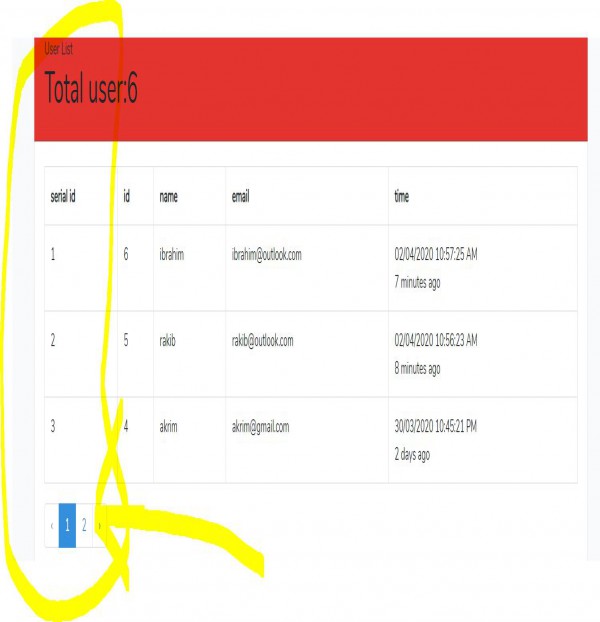 User List
Total user:6
serial id id name email time
1 6 ibrahim ibrahim@outlook.com 02/04/2020 10:57:25 AM
7 minutes ago
2 5 rakib rakib@outlook.com 02/04/2020 10:56:23 AM
8 minutes ago
3 4 akrim akrim@gmail.com 30/03/2020 10:45:21 PM
2 days ago
‹ 1 2 ›